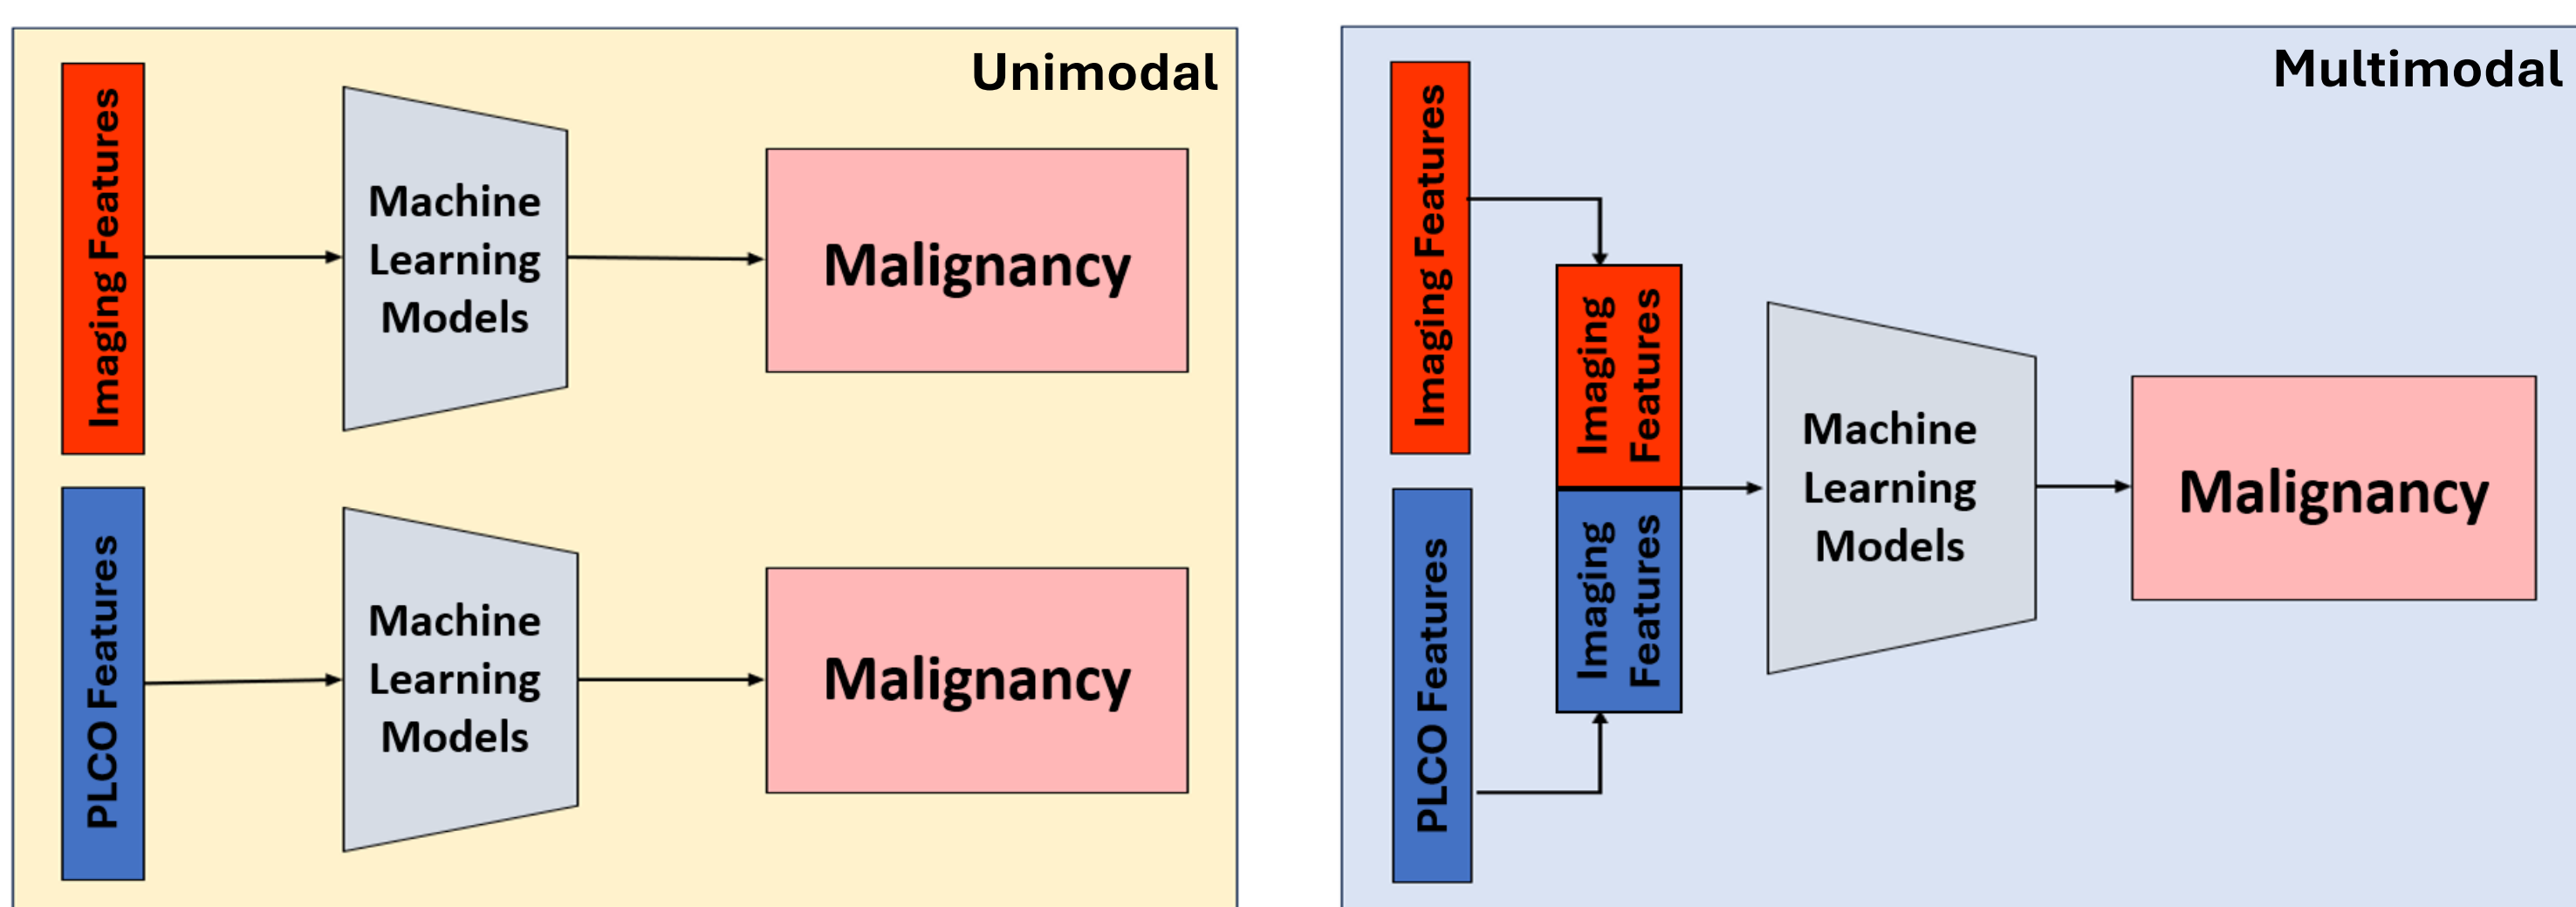 Unimodal
Imaging Features
Machine
Learning
Models
Malignancy
PLCO Features
Machine
Learning
Models
Malignancy
Multimodal
Imaging Features
PLCO Features
Imaging
Features
Imaging
Features
Machine
Learning
Models
Malignancy